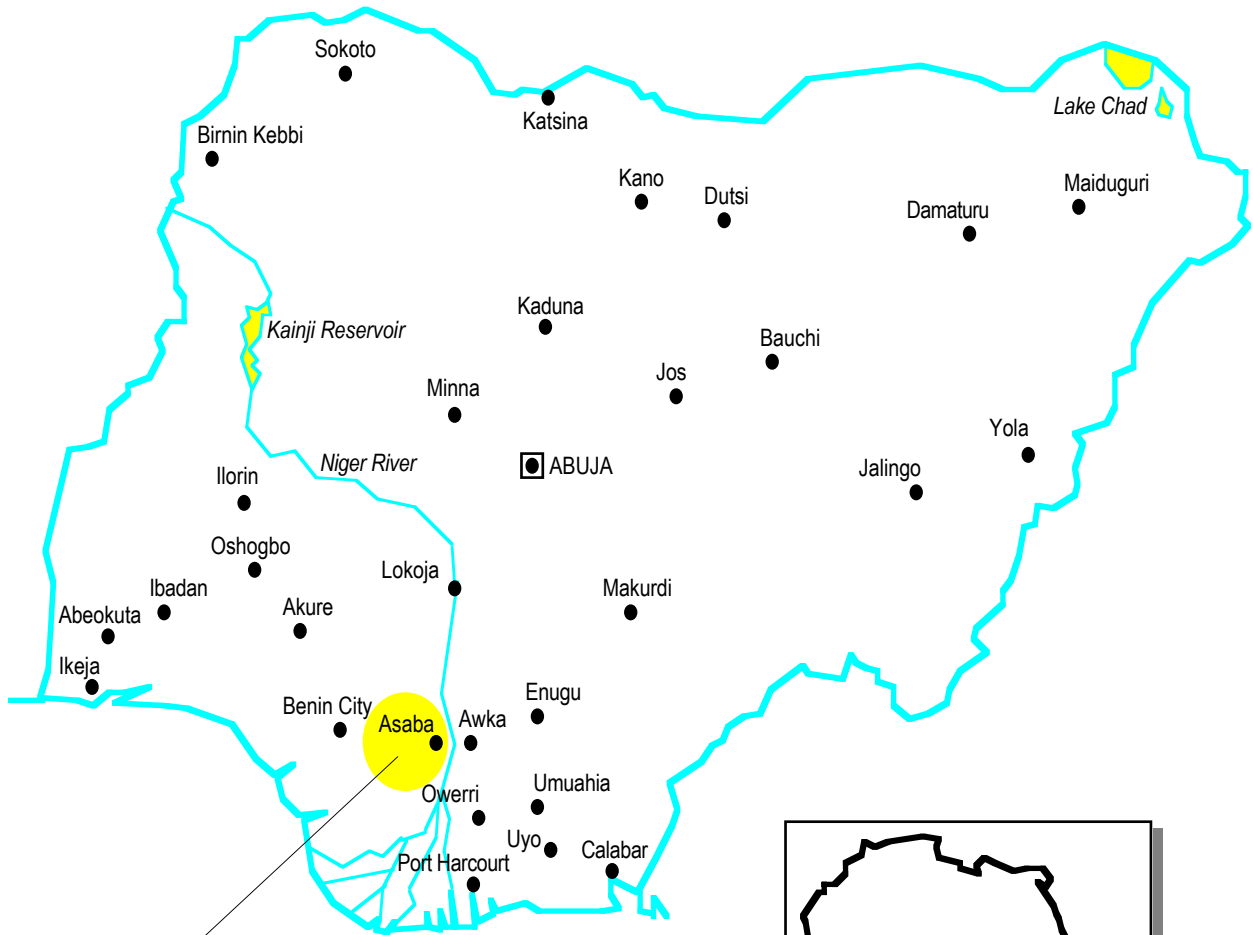 Sokoto
Katsina
Lake Chad
Birnin Kebbi
Kano
Dutsi
Maiduguri
Damaturu
Kaduna
Kainji Reservoir
Bauchi
Jos
Minna
Yola
Niger River
ABUJA
Jalingo
Ilorin
Oshogbo
Lokoja
Makurdi
Ibadan
Akure
Abeokuta
Ikeja
Enugu
Benin City
Asaba
Awka
Owerri
Umuahia
Uyo
Calabar
Port Harcourt